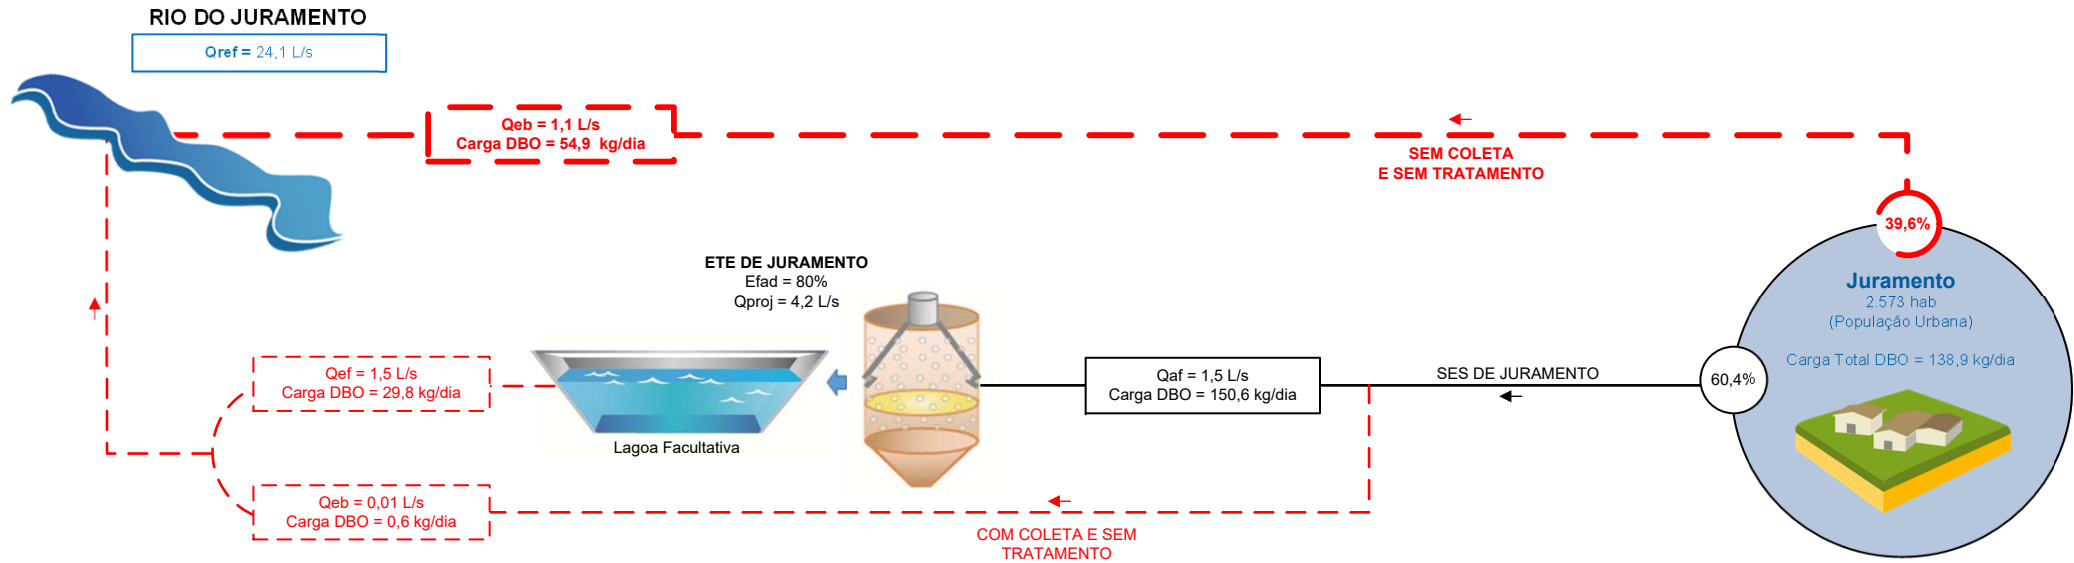 RIO DO JURAMENTO
Qref = 24,1 L/s
Qeb = 1,1 L/s
Carga DBO = 54,9 kg/dia
SEM COLETA
E SEM TRATAMENTO
39,6%
Juramento
2.573 hab
(População Urbana)
Carga Total DBO = 138,9 kg/dia
60,4%
SES DE JURAMENTO
Qaf = 1,5 L/s
Carga DBO = 150,6 kg/dia
ETE DE JURAMENTO
Efad = 80%
Qproj = 4,2 L/s
Lagoa Facultativa
Qef = 1,5 L/s
Carga DBO = 29,8 kg/dia
Qeb = 0,01 L/s
Carga DBO = 0,6 kg/dia
COM COLETA E SEM
TRATAMENTO